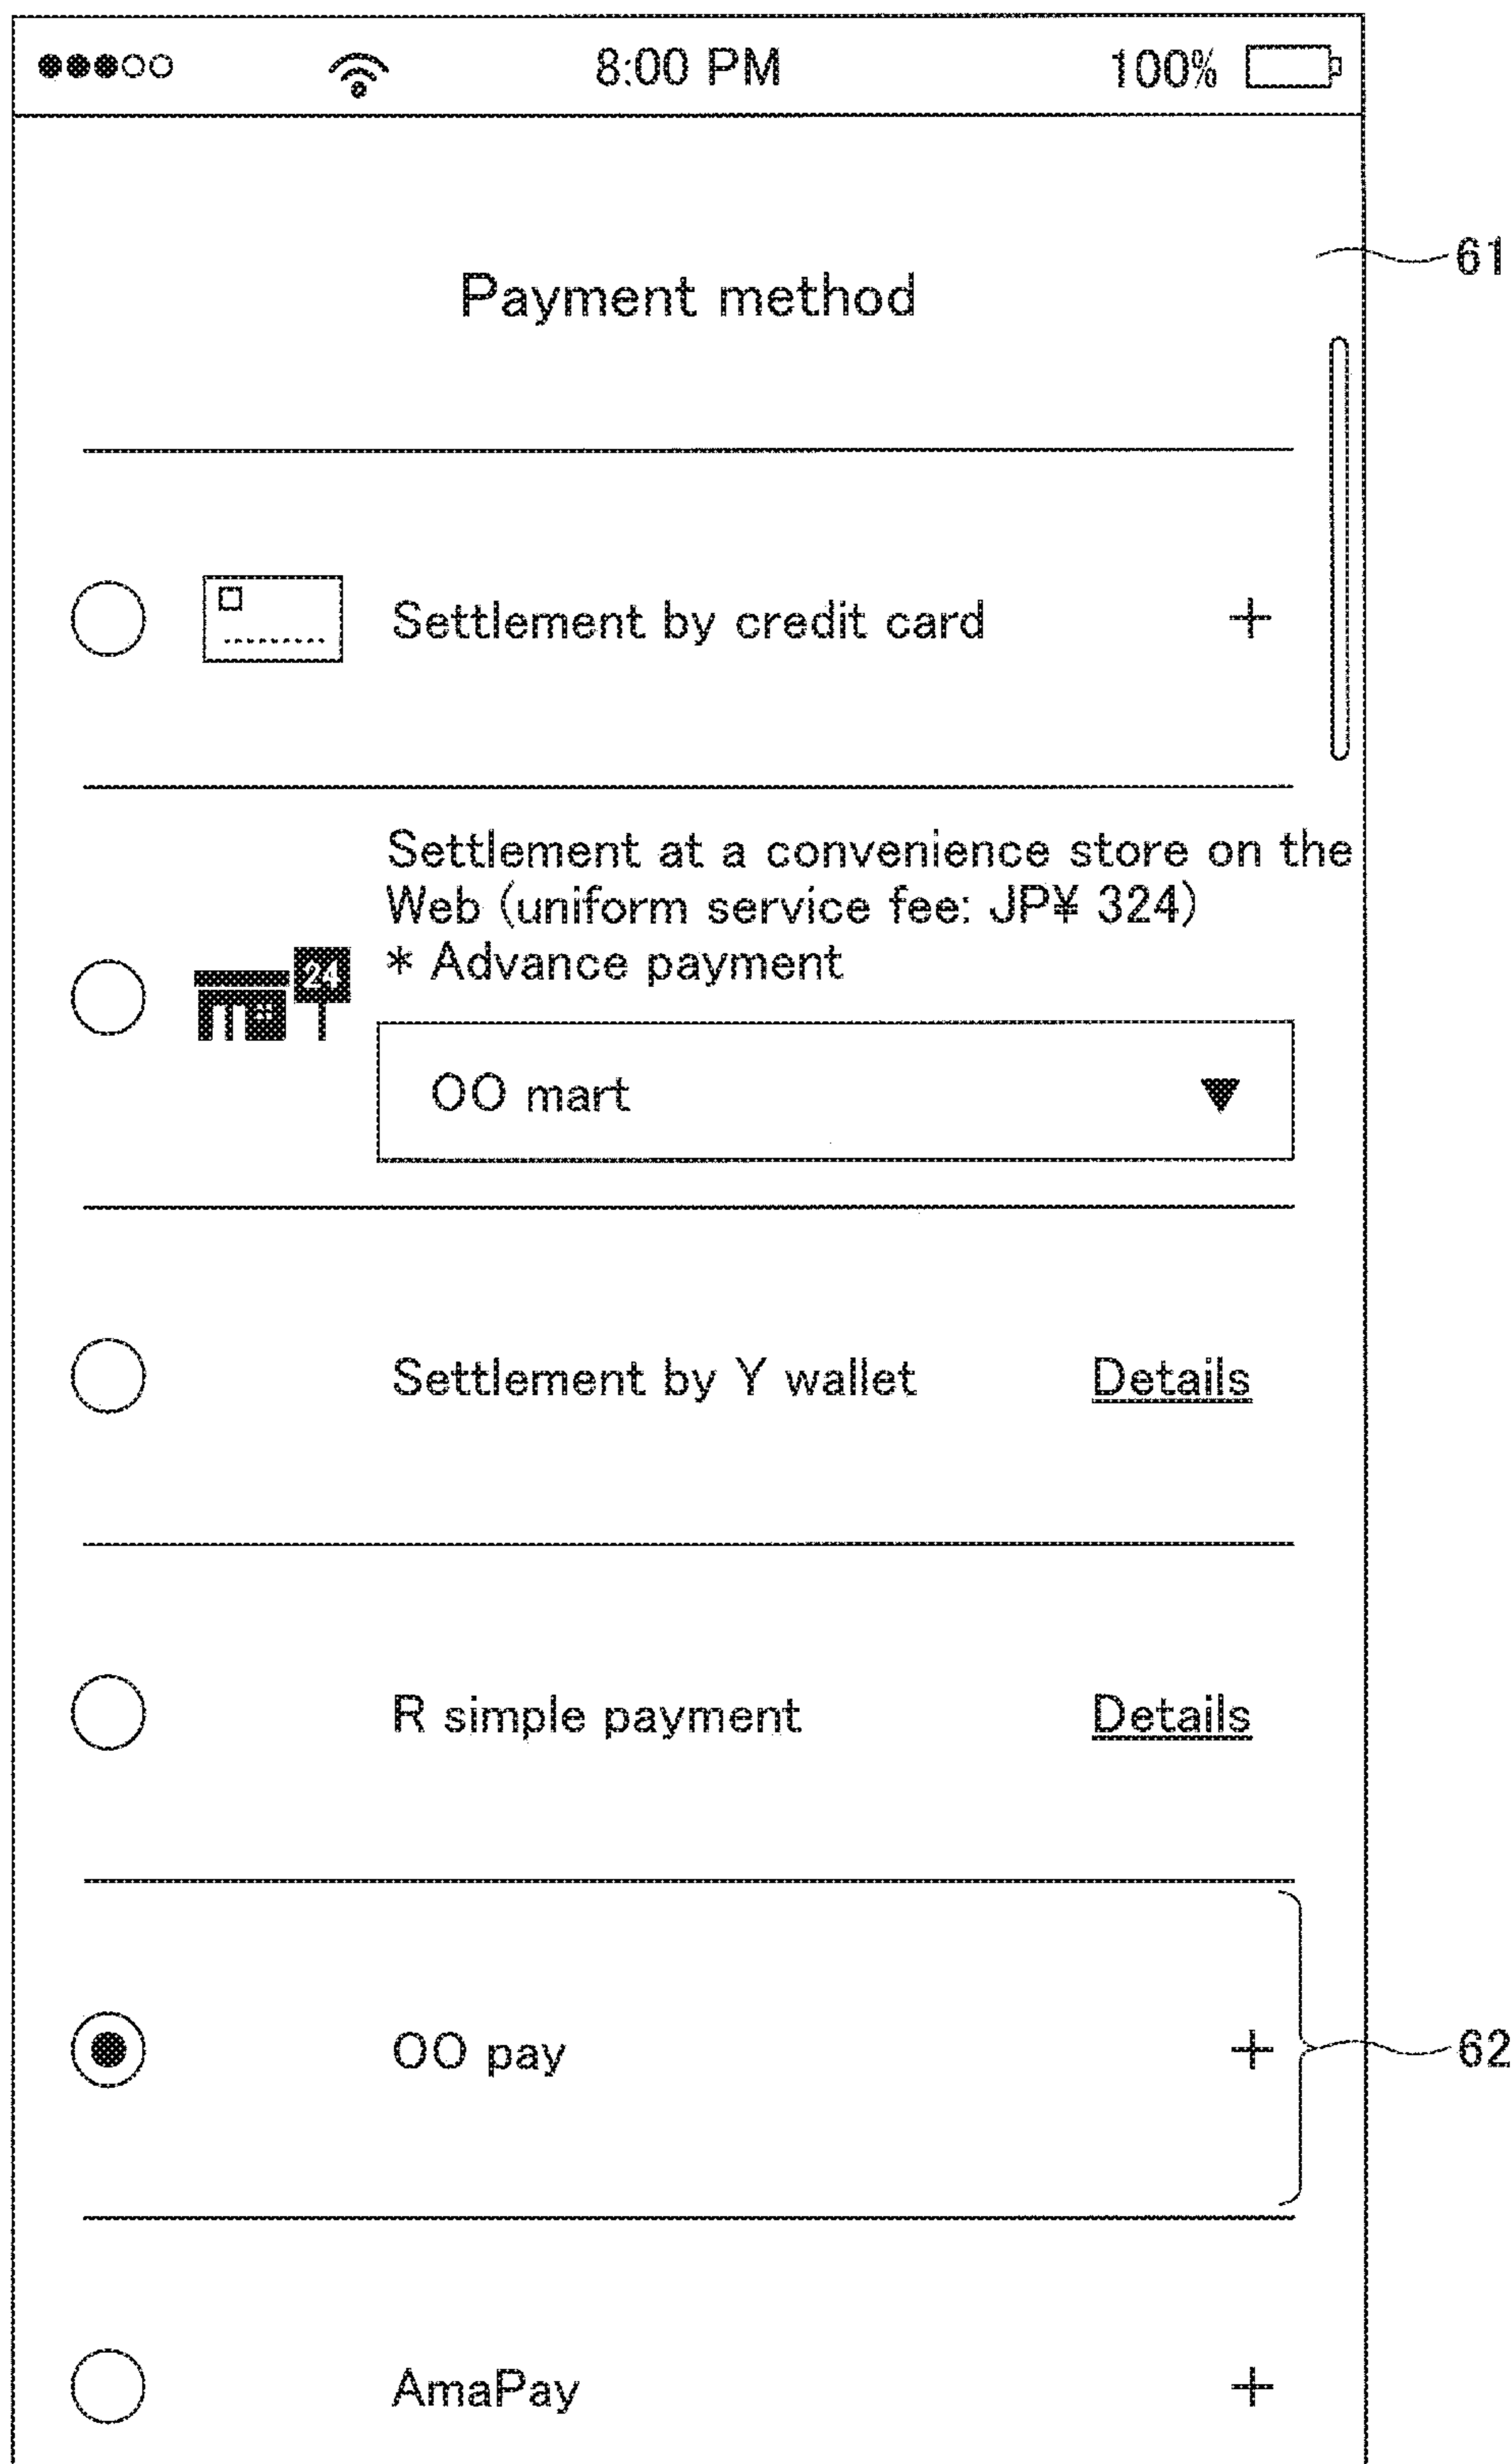 8:00 PM 100%
61
Payment method
Settlement by credit card +
Settlement at a convenience store on the
Web (uniform service fee: JP¥ 324)
* Advance payment
24
OO mart ▼
Settlement by Y wallet Details
R simple payment Details
OO pay +
62
AmaPay +